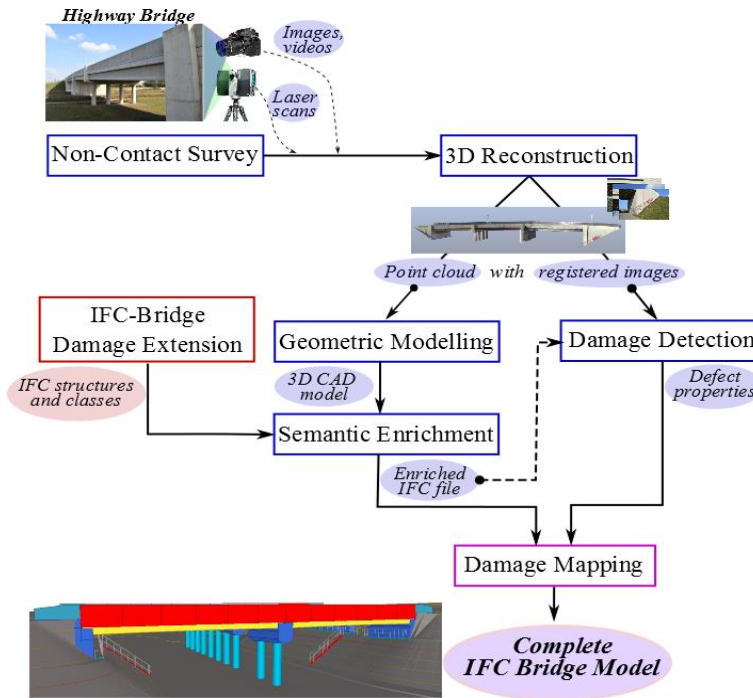 Highway Bridge
Images,
videos
Laser
scans
Non-Contact Survey
3D Reconstruction
Point cloud with registered images
IFC-Bridge
Damage Extension
Geometric Modelling
Damage Detection
IFC structures
and classes
3D CAD
model
Defect
properties
Semantic Enrichment
Enriched
IFC file
Damage Mapping
Complete
IFC Bridge Model